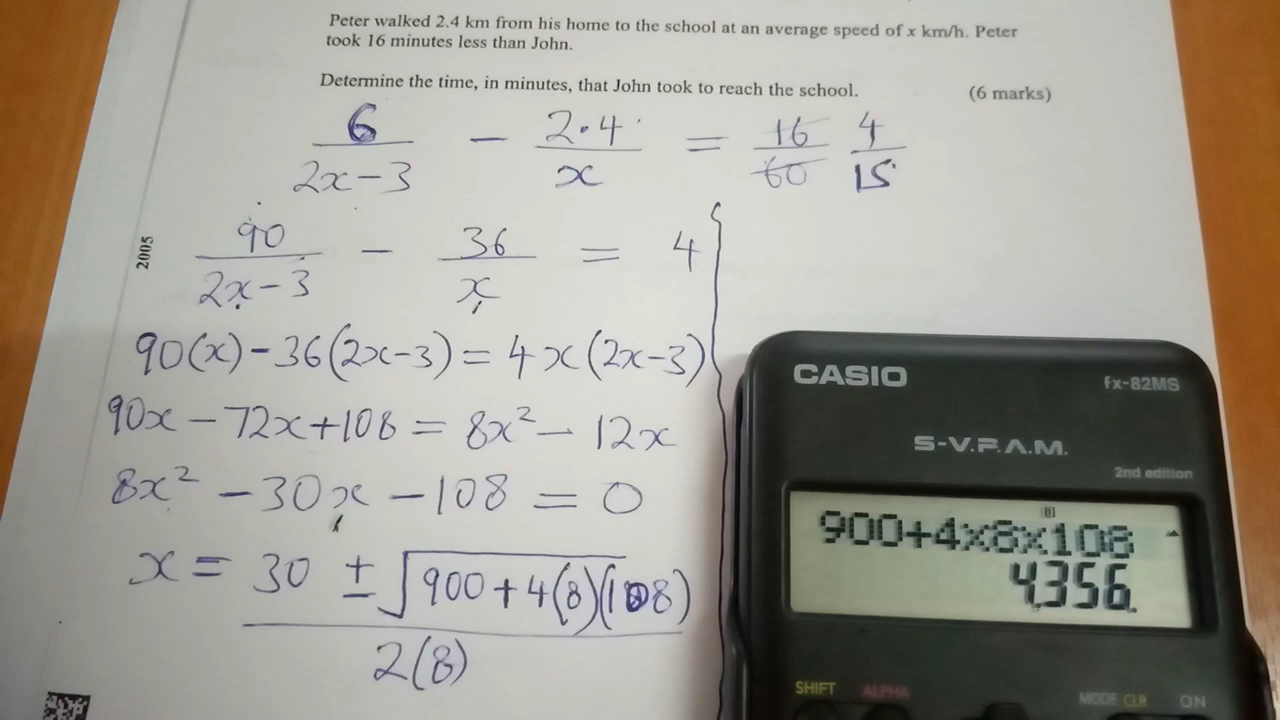 Peter walked 2.4 km from his home to the school at an average speed of x km/h. Peter
took 16 minutes less than John.
Determine the time, in minutes, that John took to reach the school. (6 marks)
6/(2x-3) - 2.4/x = 16/60 4/15
2005
90/(2x-3) - 36/x = 4
90(x) - 36(2x-3) = 4x(2x-3)
90x - 72x + 108 = 8x² - 12x
8x² - 30x - 108 = 0
x = (30 ± √(900 + 4(8)(108)))/2(8)
CASIO fx-82MS
S-V.P.A.M.
2nd edition
900+4×8×108
4,356.
SHIFT ALPHA MODE CLR ON